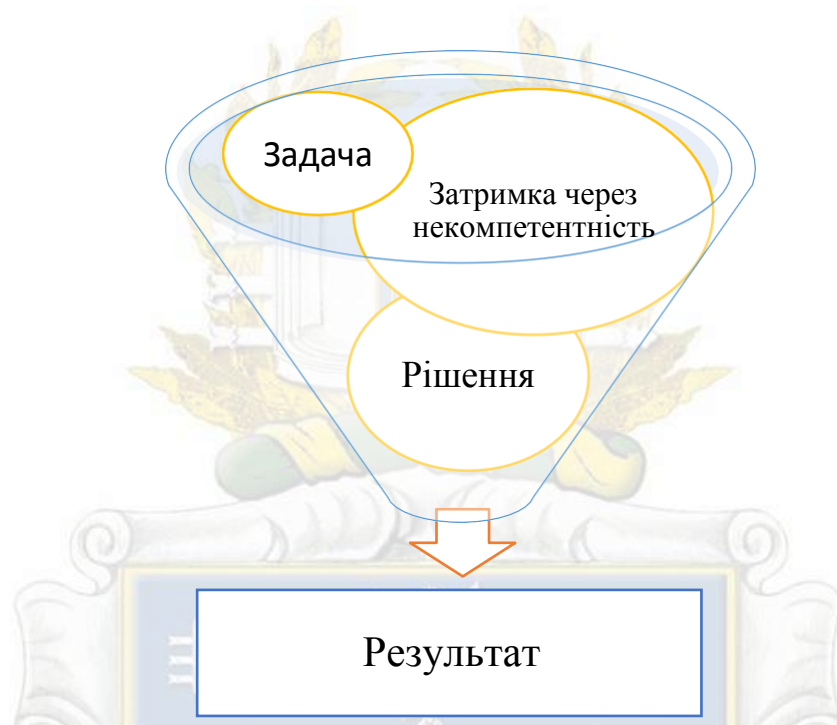 Задача
Затримка через
некомпетентність
Рішення
Результат